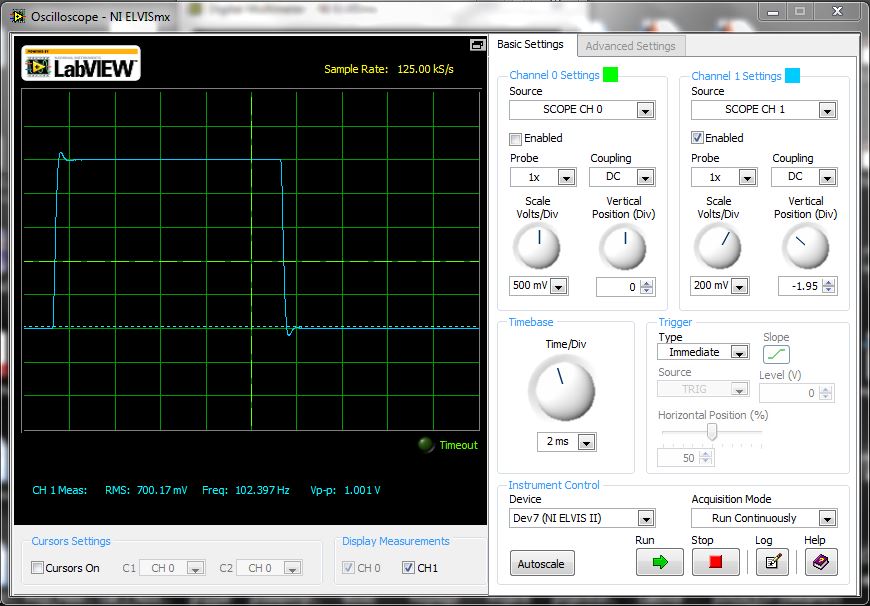 Oscilloscope - NI ELVISmx
POWERED BY
NATIONAL INSTRUMENTS
LabVIEW
Sample Rate: 125.00 kS/s
Timeout
CH 1 Meas: RMS: 700.17 mV Freq: 102.397 Hz Vp-p: 1.001 V
Cursors Settings
Cursors On C1 CH 0 C2 CH 0
Display Measurements
CH 0 CH1
Basic Settings Advanced Settings
Channel 0 Settings
Source
SCOPE CH 0
Enabled
Probe Coupling
1x DC
Scale Vertical
Volts/Div Position (Div)
500 mV 0
Channel 1 Settings
Source
SCOPE CH 1
Enabled
Probe Coupling
1x DC
Scale Vertical
Volts/Div Position (Div)
200 mV -1.95
Timebase
Time/Div
2 ms
Trigger
Type Slope
Immediate
Source Level (V)
TRIG 0
Horizontal Position (%)
50
Instrument Control
Device Acquisition Mode
Dev7 (NI ELVIS II) Run Continuously
Run Stop Log Help
Autoscale